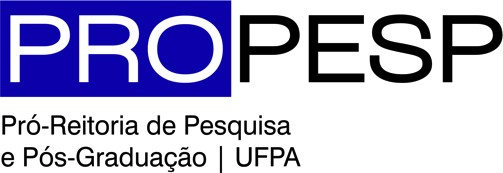 PROPESP
Pró-Reitoria de Pesquisa
e Pós-Graduação | UFPA